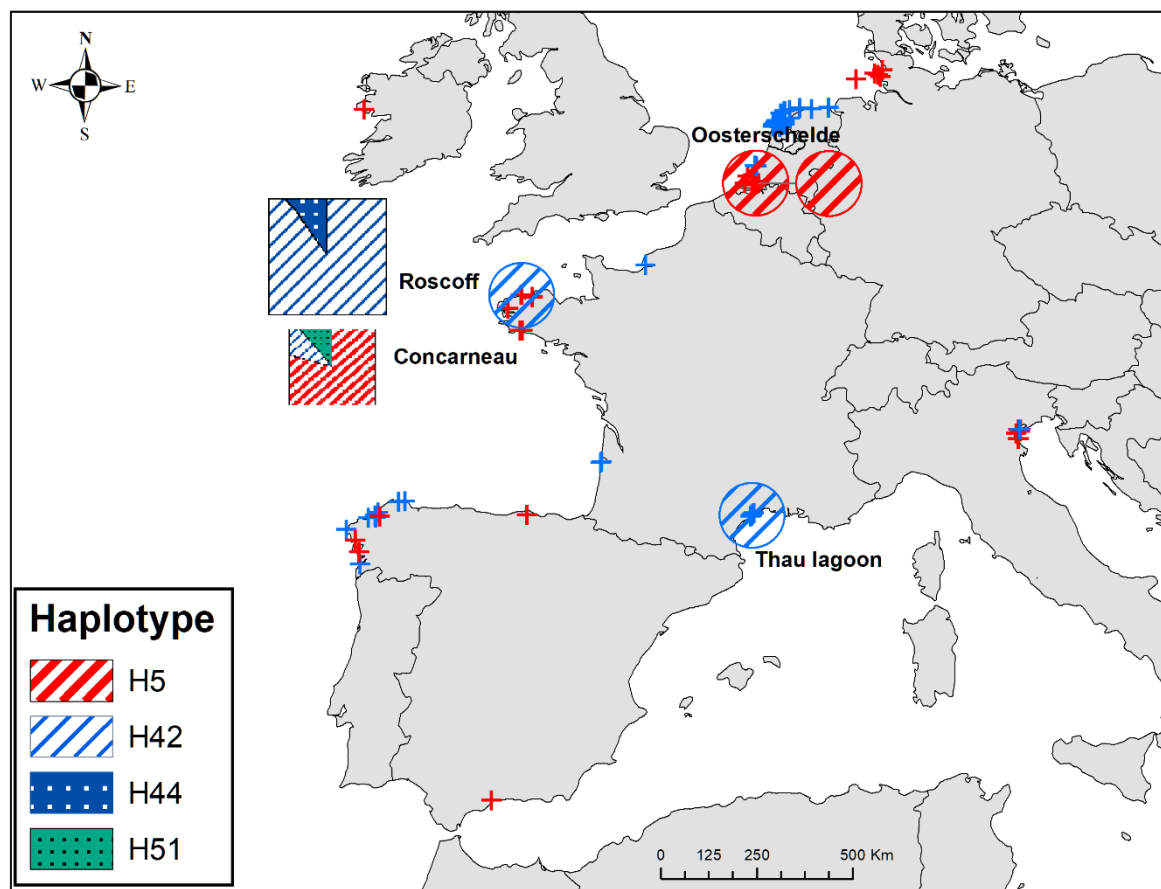 N
W E
S
Oosterschelde
Roscoff
Concarneau
Thau lagoon
Haplotype
H5
H42
H44
H51
0 125 250 500 Km